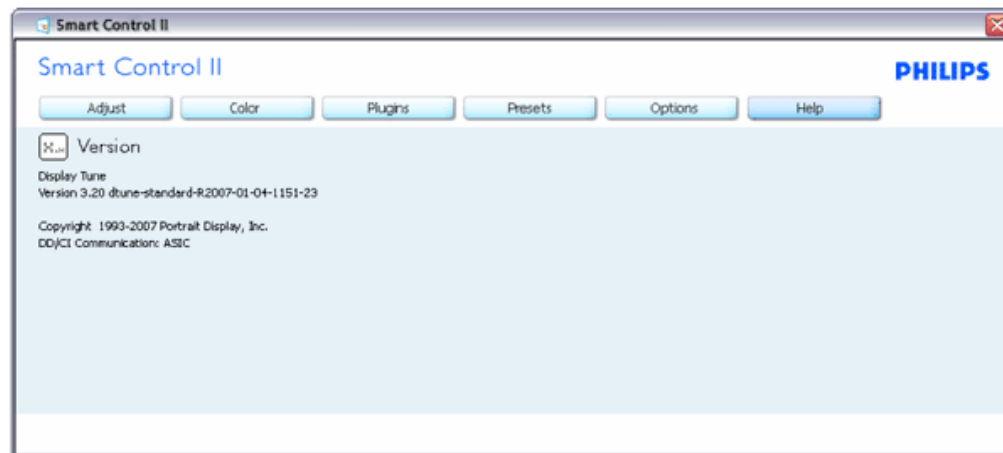 Smart Control II
Smart Control II
PHILIPS
Adjust Color Plugins Presets Options Help
Version
Display Tune
Version 3.20 dtune-standard-R2007-01-04-1151-23
Copyright 1993-2007 Portrait Display, Inc.
DD/CI Communication: ASIC